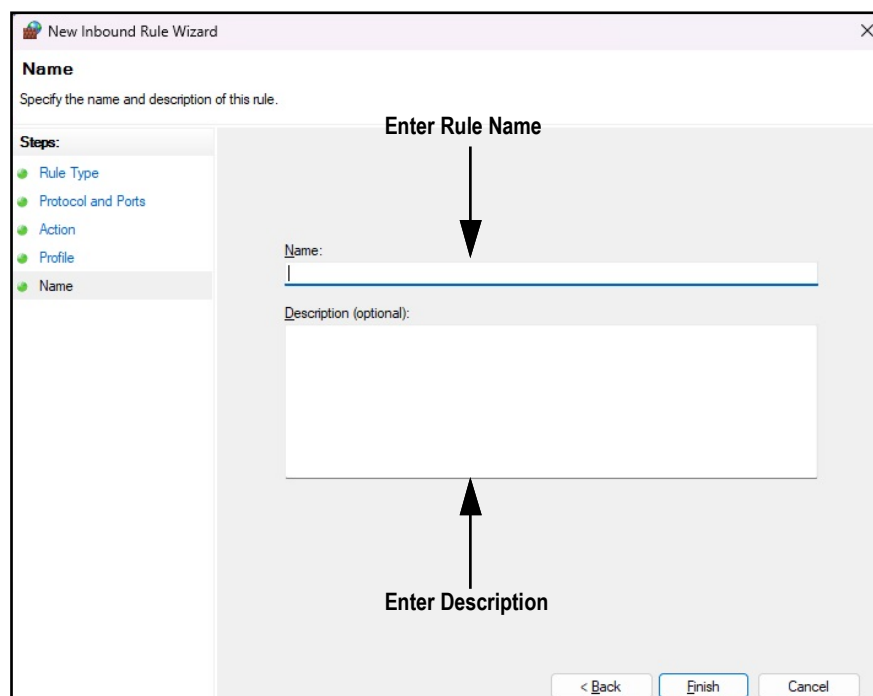 New Inbound Rule Wizard
Name
Specify the name and description of this rule.
Steps:
Rule Type
Protocol and Ports
Action
Profile
Name
Enter Rule Name
Name:
Description (optional):
Enter Description
< Back
Finish
Cancel